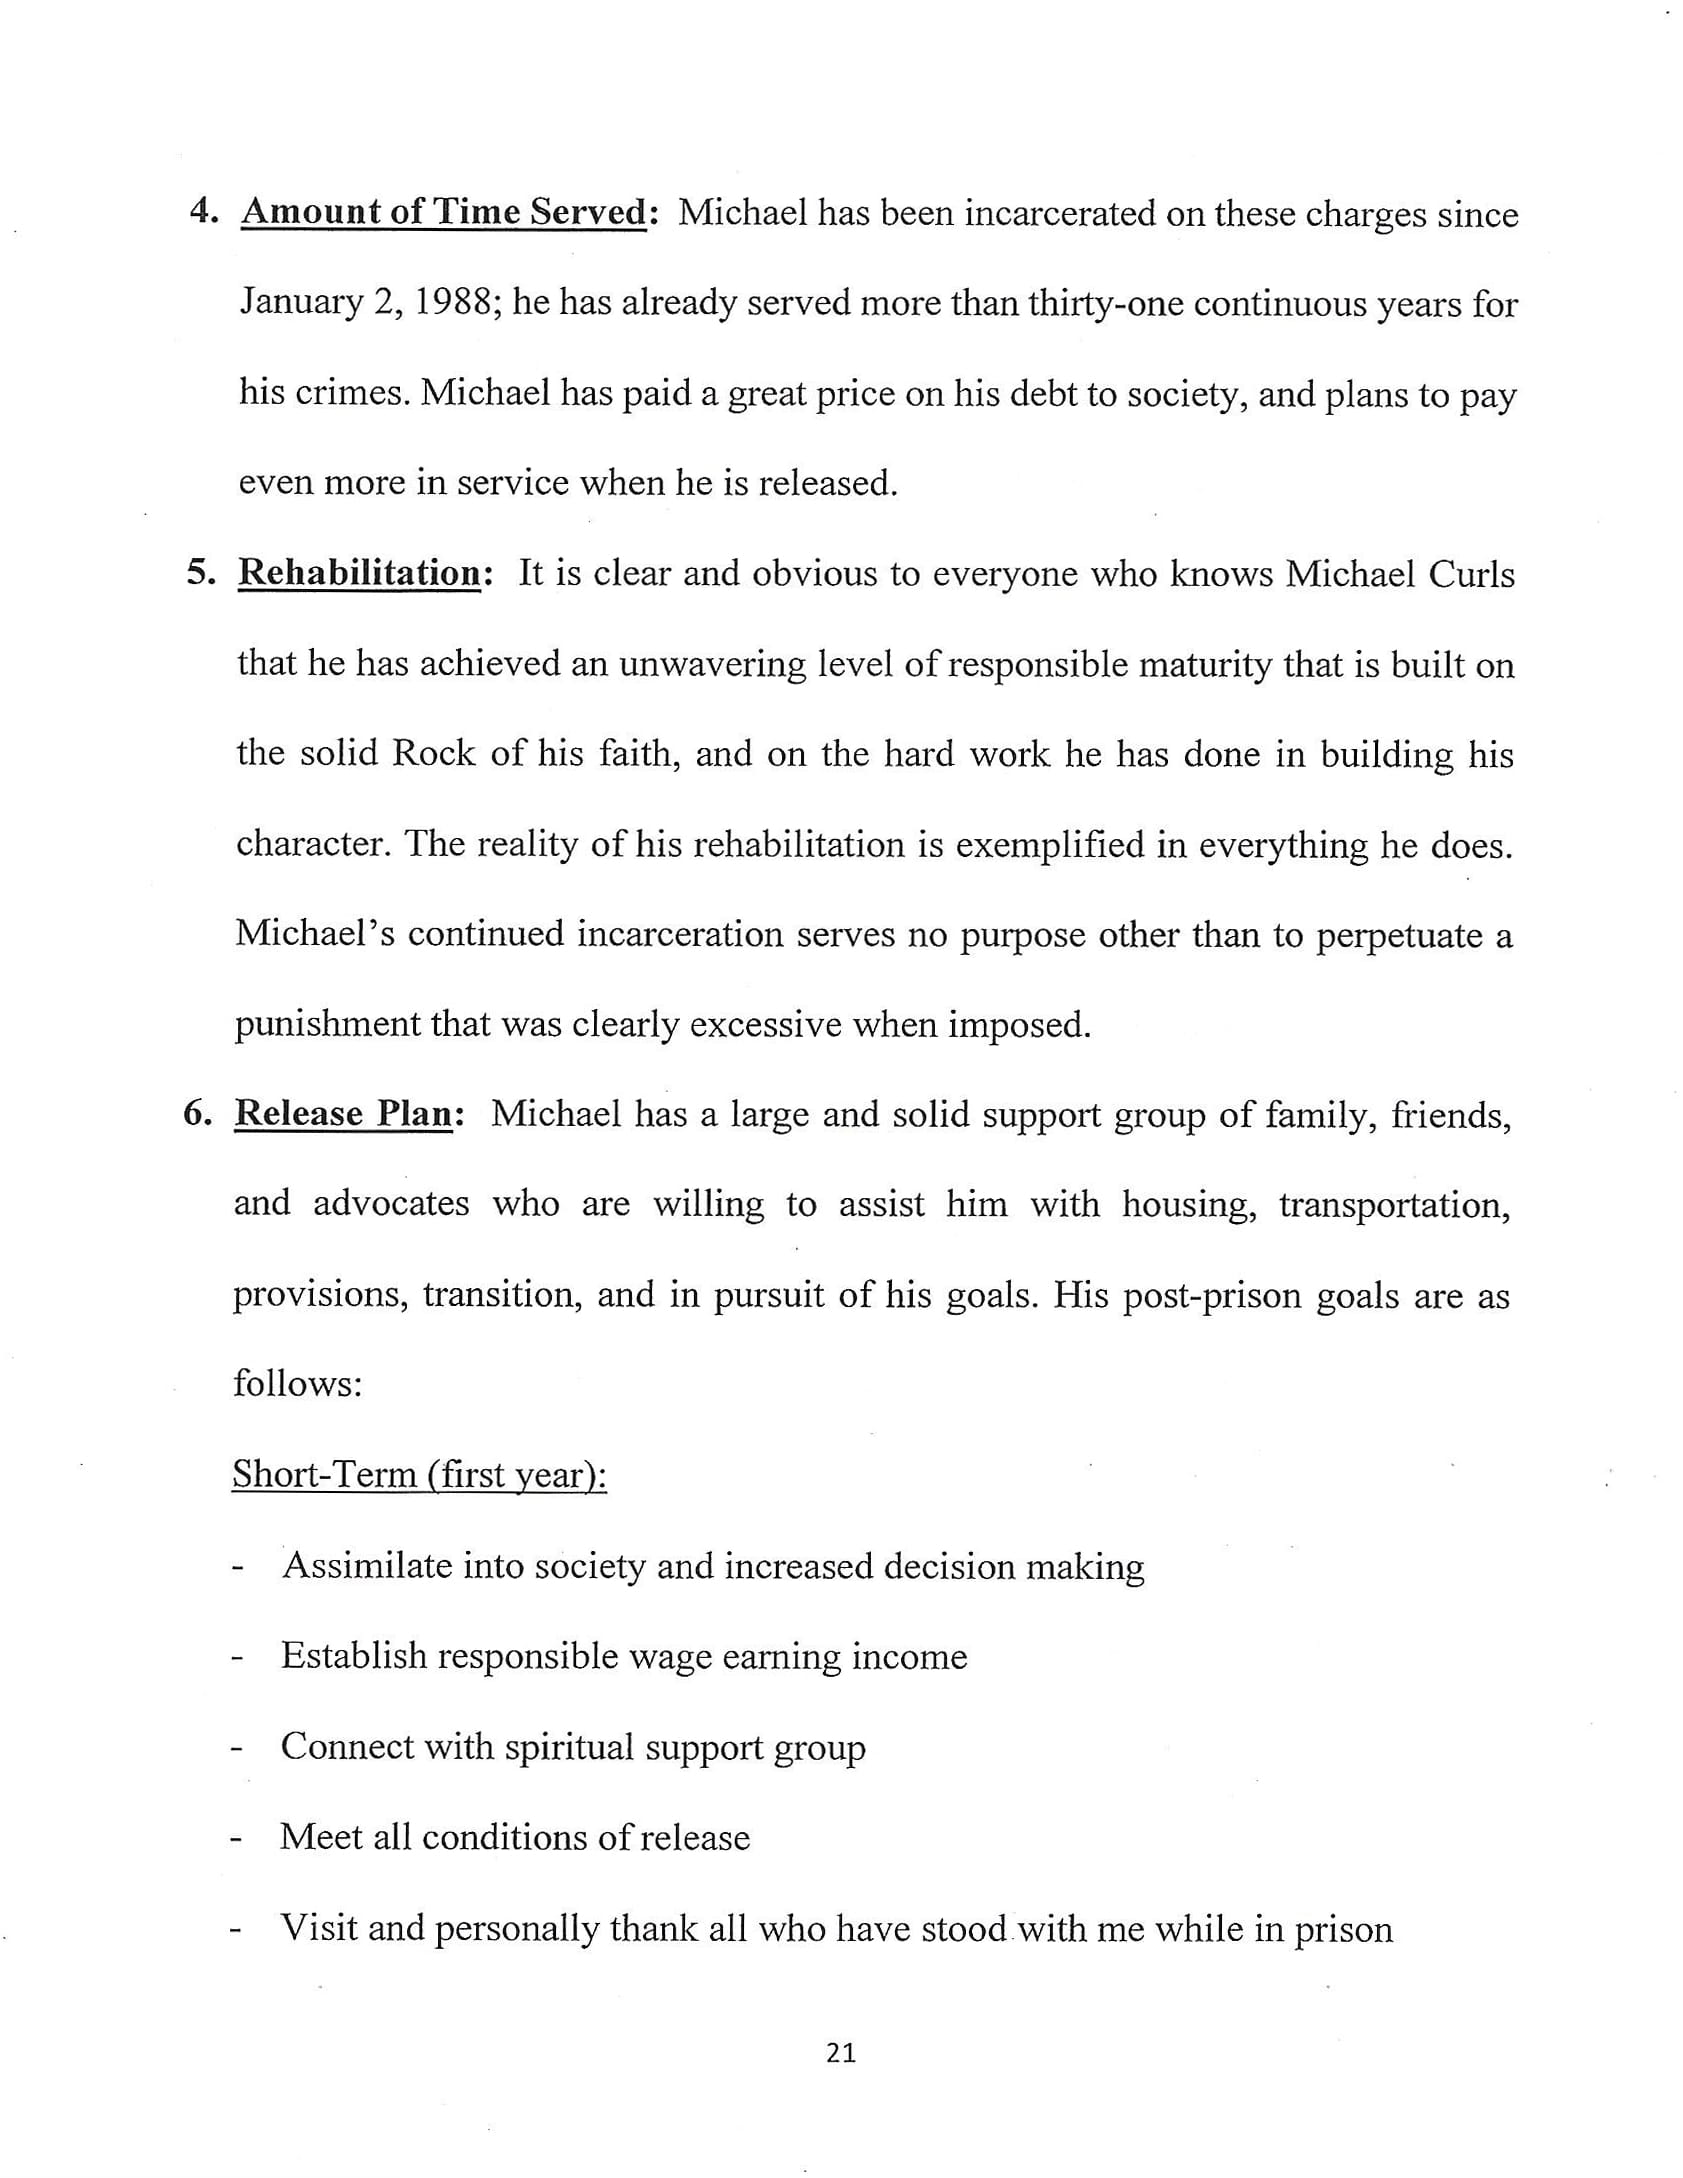 4. Amount of Time Served: Michael has been incarcerated on these charges since
January 2, 1988; he has already served more than thirty-one continuous years for
his crimes. Michael has paid a great price on his debt to society, and plans to pay
even more in service when he is released.
5. Rehabilitation: It is clear and obvious to everyone who knows Michael Curls
that he has achieved an unwavering level of responsible maturity that is built on
the solid Rock of his faith, and on the hard work he has done in building his
character. The reality of his rehabilitation is exemplified in everything he does.
Michael’s continued incarceration serves no purpose other than to perpetuate a
punishment that was clearly excessive when imposed.
6. Release Plan: Michael has a large and solid support group of family, friends,
and advocates who are willing to assist him with housing, transportation,
provisions, transition, and in pursuit of his goals. His post-prison goals are as
follows:
Short-Term (first year):
- Assimilate into society and increased decision making
- Establish responsible wage earning income
- Connect with spiritual support group
- Meet all conditions of release
- Visit and personally thank all who have stood with me while in prison
21